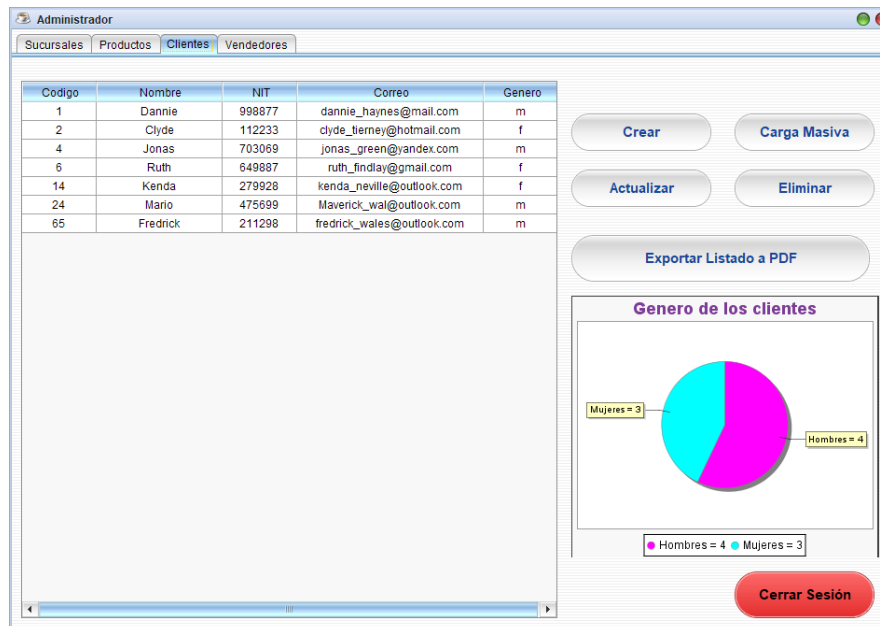 Administrador
Sucursales Productos Clientes Vendedores
Codigo Nombre NIT Correo Genero
1 Dannie 998877 dannie_haynes@mail.com m
2 Clyde 112233 clyde_tierney@hotmail.com f
4 Jonas 703069 jonas_green@yandex.com m
6 Ruth 649887 ruth_findlay@gmail.com f
14 Kenda 279928 kenda_neville@outlook.com f
24 Mario 475699 Maverick_wal@outlook.com m
65 Fredrick 211298 fredrick_wales@outlook.com m
Crear Carga Masiva
Actualizar Eliminar
Exportar Listado a PDF
Genero de los clientes
Mujeres = 3
Hombres = 4
Hombres = 4 Mujeres = 3
Cerrar Sesión